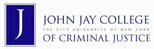 J
JOHN JAY COLLEGE
THE CITY UNIVERSITY OF NEW YORK
OF CRIMINAL JUSTICE